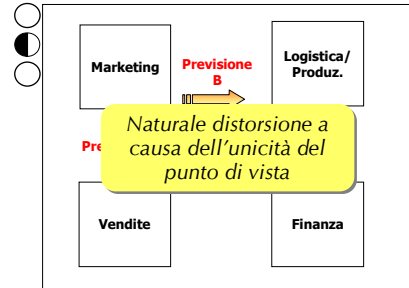 Marketing
Previsione
B
Logistica/
Produz.
Naturale distorsione a
causa dell'unicità del
punto di vista
Vendite
Finanza